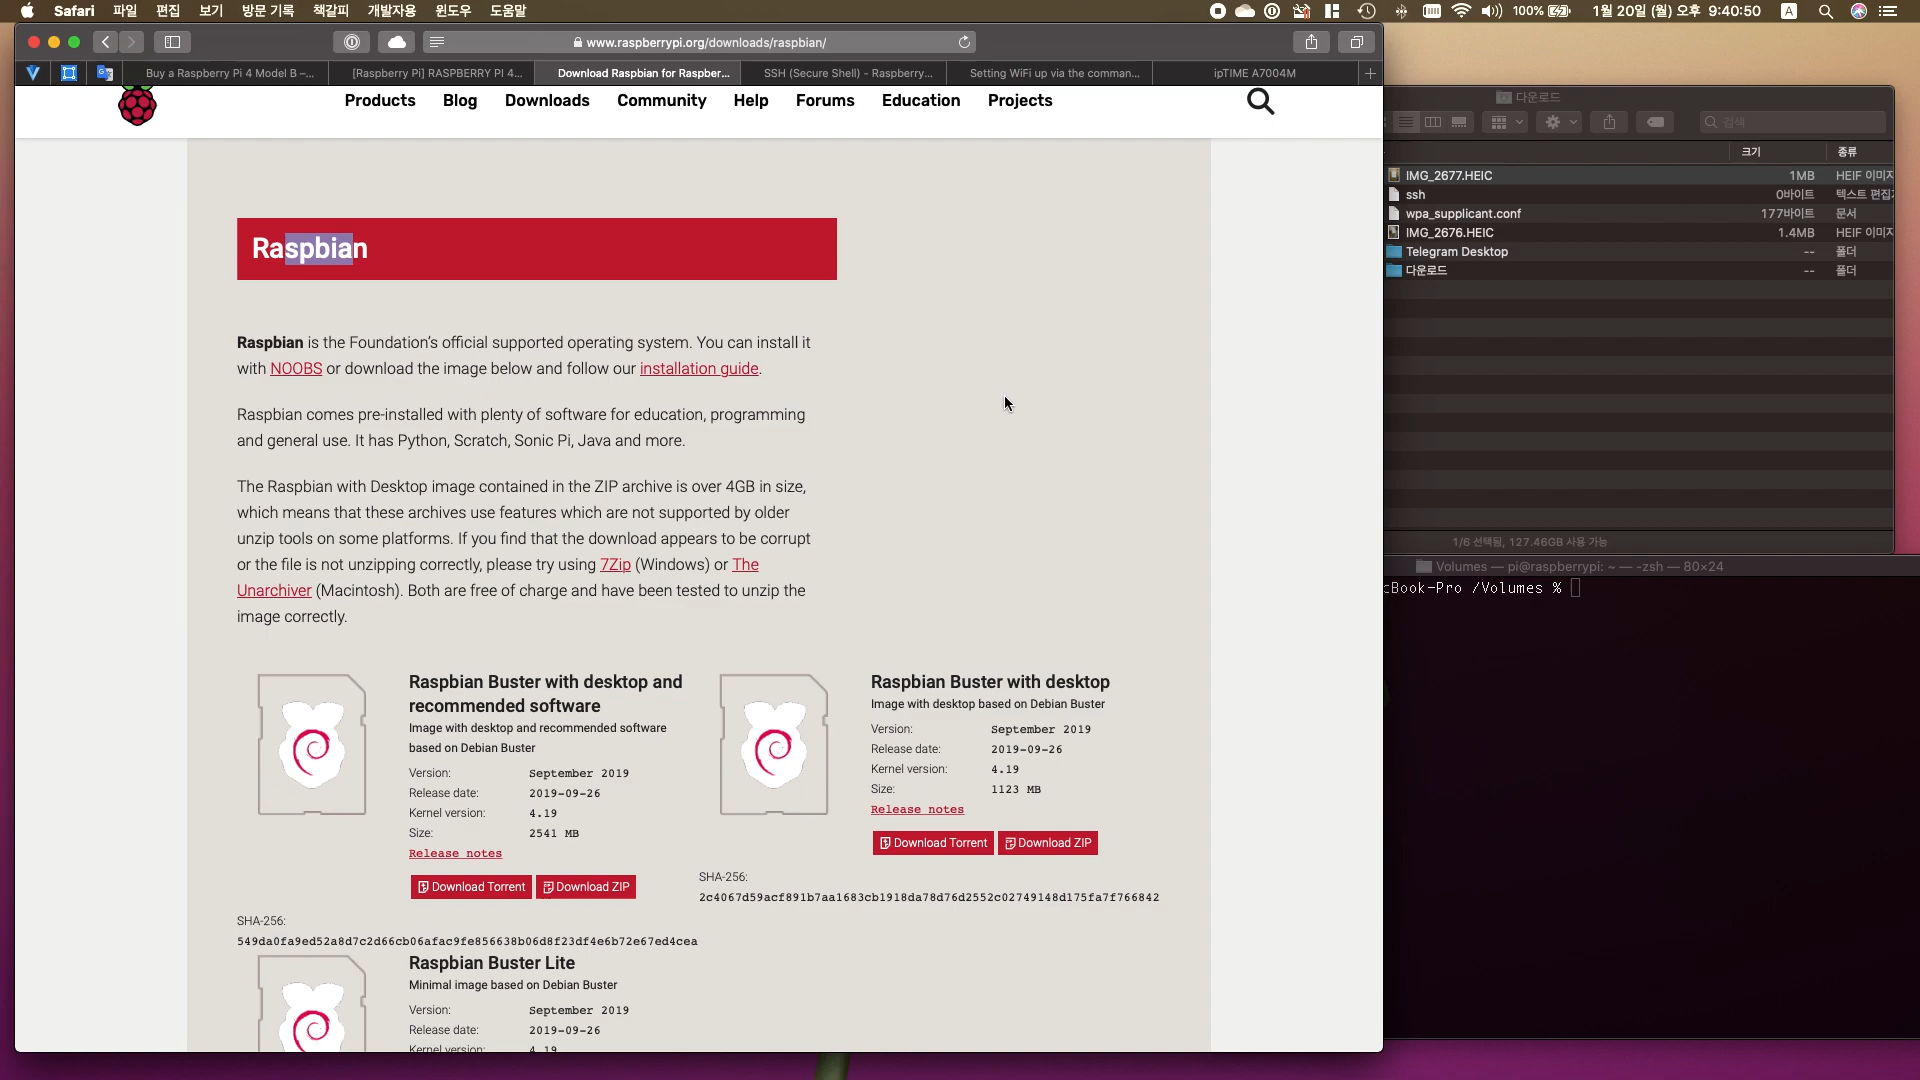 Safari 파일 편집 보기 방문 기록 책갈피 개발자용 윈도우 도움말
100% 1월 20일 (월) 오후 9:40:50 A
www.raspberrypi.org/downloads/raspbian/
Buy a Raspberry Pi 4 Model B –...
[Raspberry Pi] RASPBERRY PI 4...
Download Raspbian for Raspber...
SSH (Secure Shell) - Raspberry...
Setting WiFi up via the comman...
ipTIME A7004M
Products Blog Downloads Community Help Forums Education Projects
Raspbian
Raspbian is the Foundation's official supported operating system. You can install it
with NOOBS or download the image below and follow our installation guide.
Raspbian comes pre-installed with plenty of software for education, programming
and general use. It has Python, Scratch, Sonic Pi, Java and more.
The Raspbian with Desktop image contained in the ZIP archive is over 4GB in size,
which means that these archives use features which are not supported by older
unzip tools on some platforms. If you find that the download appears to be corrupt
or the file is not unzipping correctly, please try using 7Zip (Windows) or The
Unarchiver (Macintosh). Both are free of charge and have been tested to unzip the
image correctly.
Raspbian Buster with desktop and
recommended software
Image with desktop and recommended software
based on Debian Buster
Version: September 2019
Release date: 2019-09-26
Kernel version: 4.19
Size: 2541 MB
Release notes
Download Torrent Download ZIP
SHA-256:
549da0fa9ed52a8d7c2d66cb06afac9fe856638b06d8f23df4e6b72e67ed4cea
Raspbian Buster with desktop
Image with desktop based on Debian Buster
Version: September 2019
Release date: 2019-09-26
Kernel version: 4.19
Size: 1123 MB
Release notes
Download Torrent Download ZIP
SHA-256:
2c4067d59acf891b7aa1683cb1918da78d76d2552c02749148d175fa7f766842
Raspbian Buster Lite
Minimal image based on Debian Buster
Version: September 2019
Release date: 2019-09-26
Kernel version: 4.19
다운로드
검색
크기 종류
IMG_2677.HEIC 1MB HEIF 이미지
ssh 0바이트 텍스트 편집
wpa_supplicant.conf 177바이트 문서
IMG_2676.HEIC 1.4MB HEIF 이미지
Telegram Desktop -- 폴더
다운로드 -- 폴더
1/6 선택됨, 127.46GB 사용 가능
Volumes — pi@raspberrypi: ~ — -zsh — 80×24
cBook-Pro /Volumes %